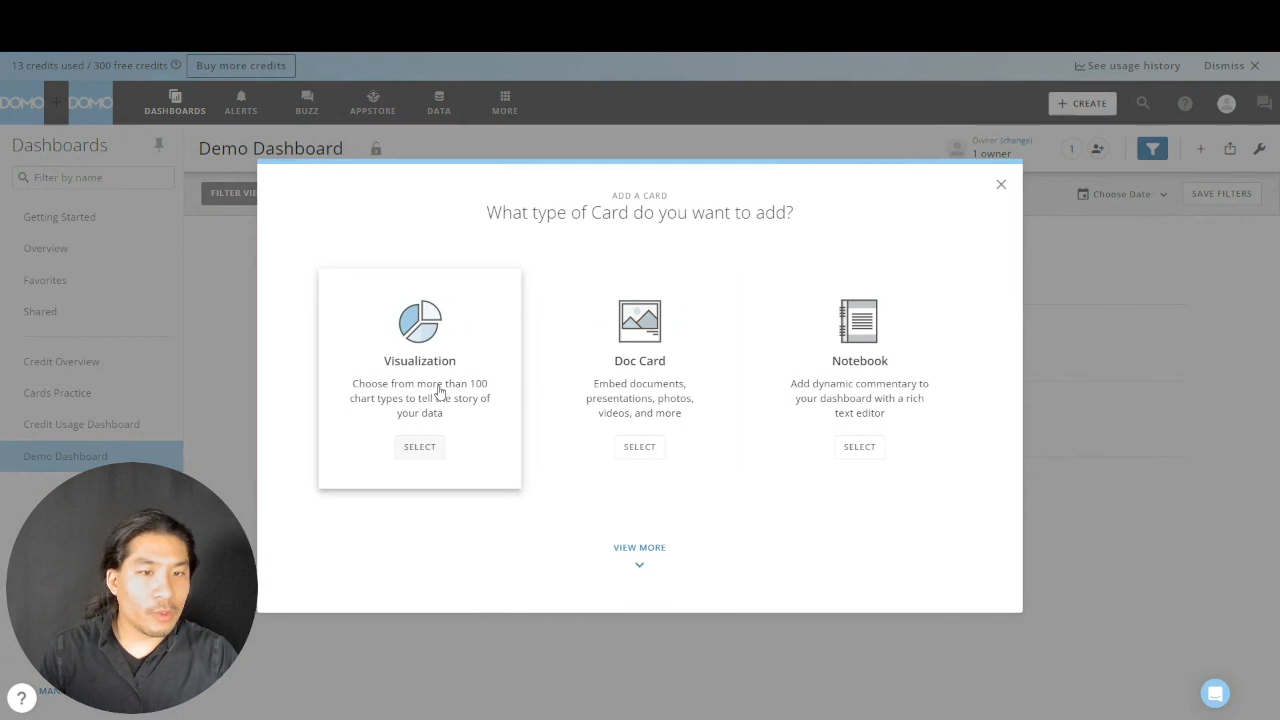 13 credits used / 300 free credits
Buy more credits
See usage history
Dismiss
DOMO + DOMO
DASHBOARDS
ALERTS
BUZZ
APPSTORE
DATA
MORE
+ CREATE
Dashboards
Filter by name
Getting Started
Overview
Favorites
Shared
Credit Overview
Cards Practice
Credit Usage Dashboard
Demo Dashboard
Demo Dashboard
Owner (change)
1 owner
1
FILTER VIE
Choose Date
SAVE FILTERS
ADD A CARD
What type of Card do you want to add?
Visualization
Choose from more than 100
chart types to tell the story of
your data
SELECT
Doc Card
Embed documents,
presentations, photos,
videos, and more
SELECT
Notebook
Add dynamic commentary to
your dashboard with a rich
text editor
SELECT
VIEW MORE
?